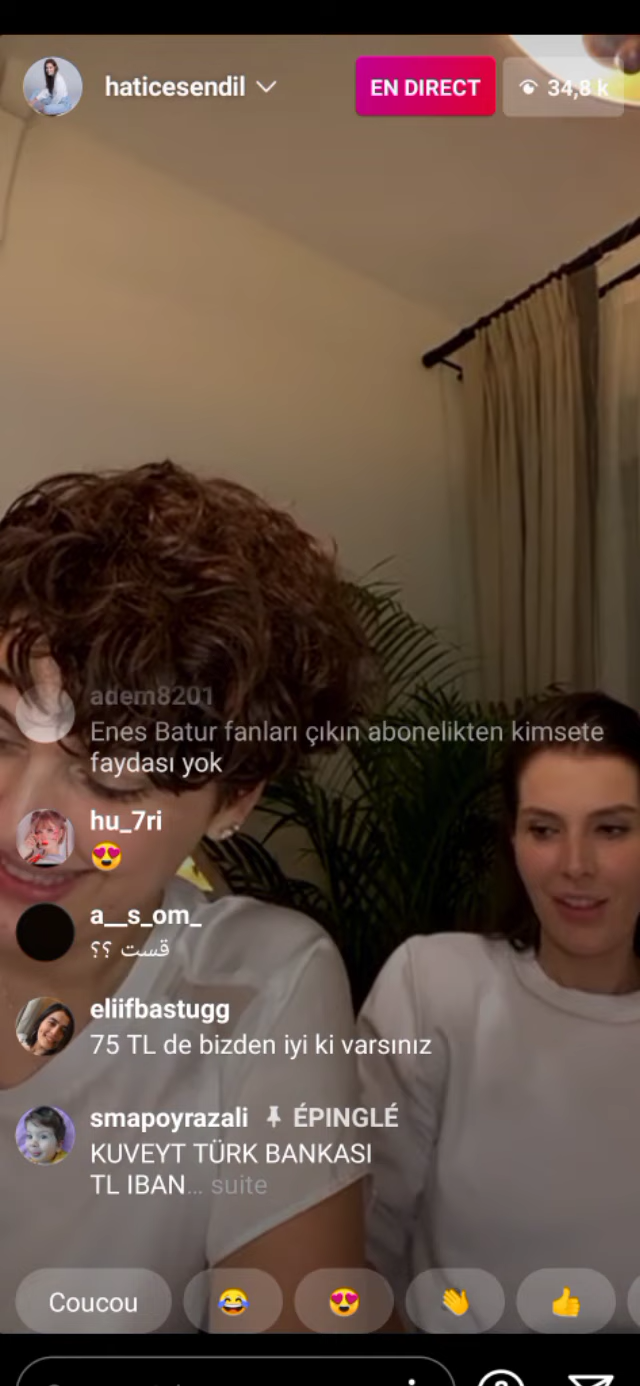 haticesendil
EN DIRECT
34,8 k
adem8201
Enes Batur fanları çıkın abonelikten kimsete
faydası yok
hu_7ri
😍
a__s_om_
قست ؟؟
eliifbastugg
75 TL de bizden iyi ki varsınız
smapoyrazali 📌 ÉPINGLÉ
KUVEYT TÜRK BANKASI
TL IBAN... suite
Coucou 😂 😍 👏 👍